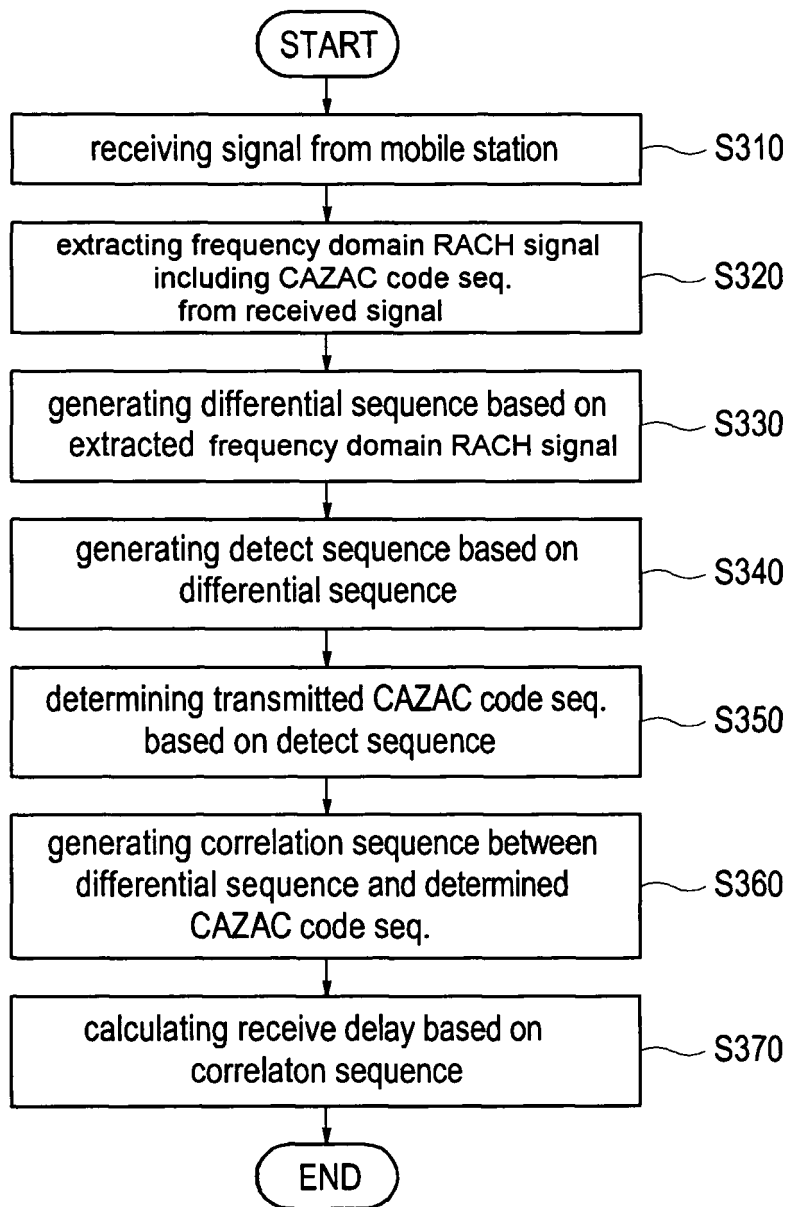 START
receiving signal from mobile station
S310
extracting frequency domain RACH signal
including CAZAC code seq.
from received signal
S320
generating differential sequence based on
extracted frequency domain RACH signal
S330
generating detect sequence based on
differential sequence
S340
determining transmitted CAZAC code seq.
based on detect sequence
S350
generating correlation sequence between
differential sequence and determined
CAZAC code seq.
S360
calculating receive delay based on
correlaton sequence
S370
END